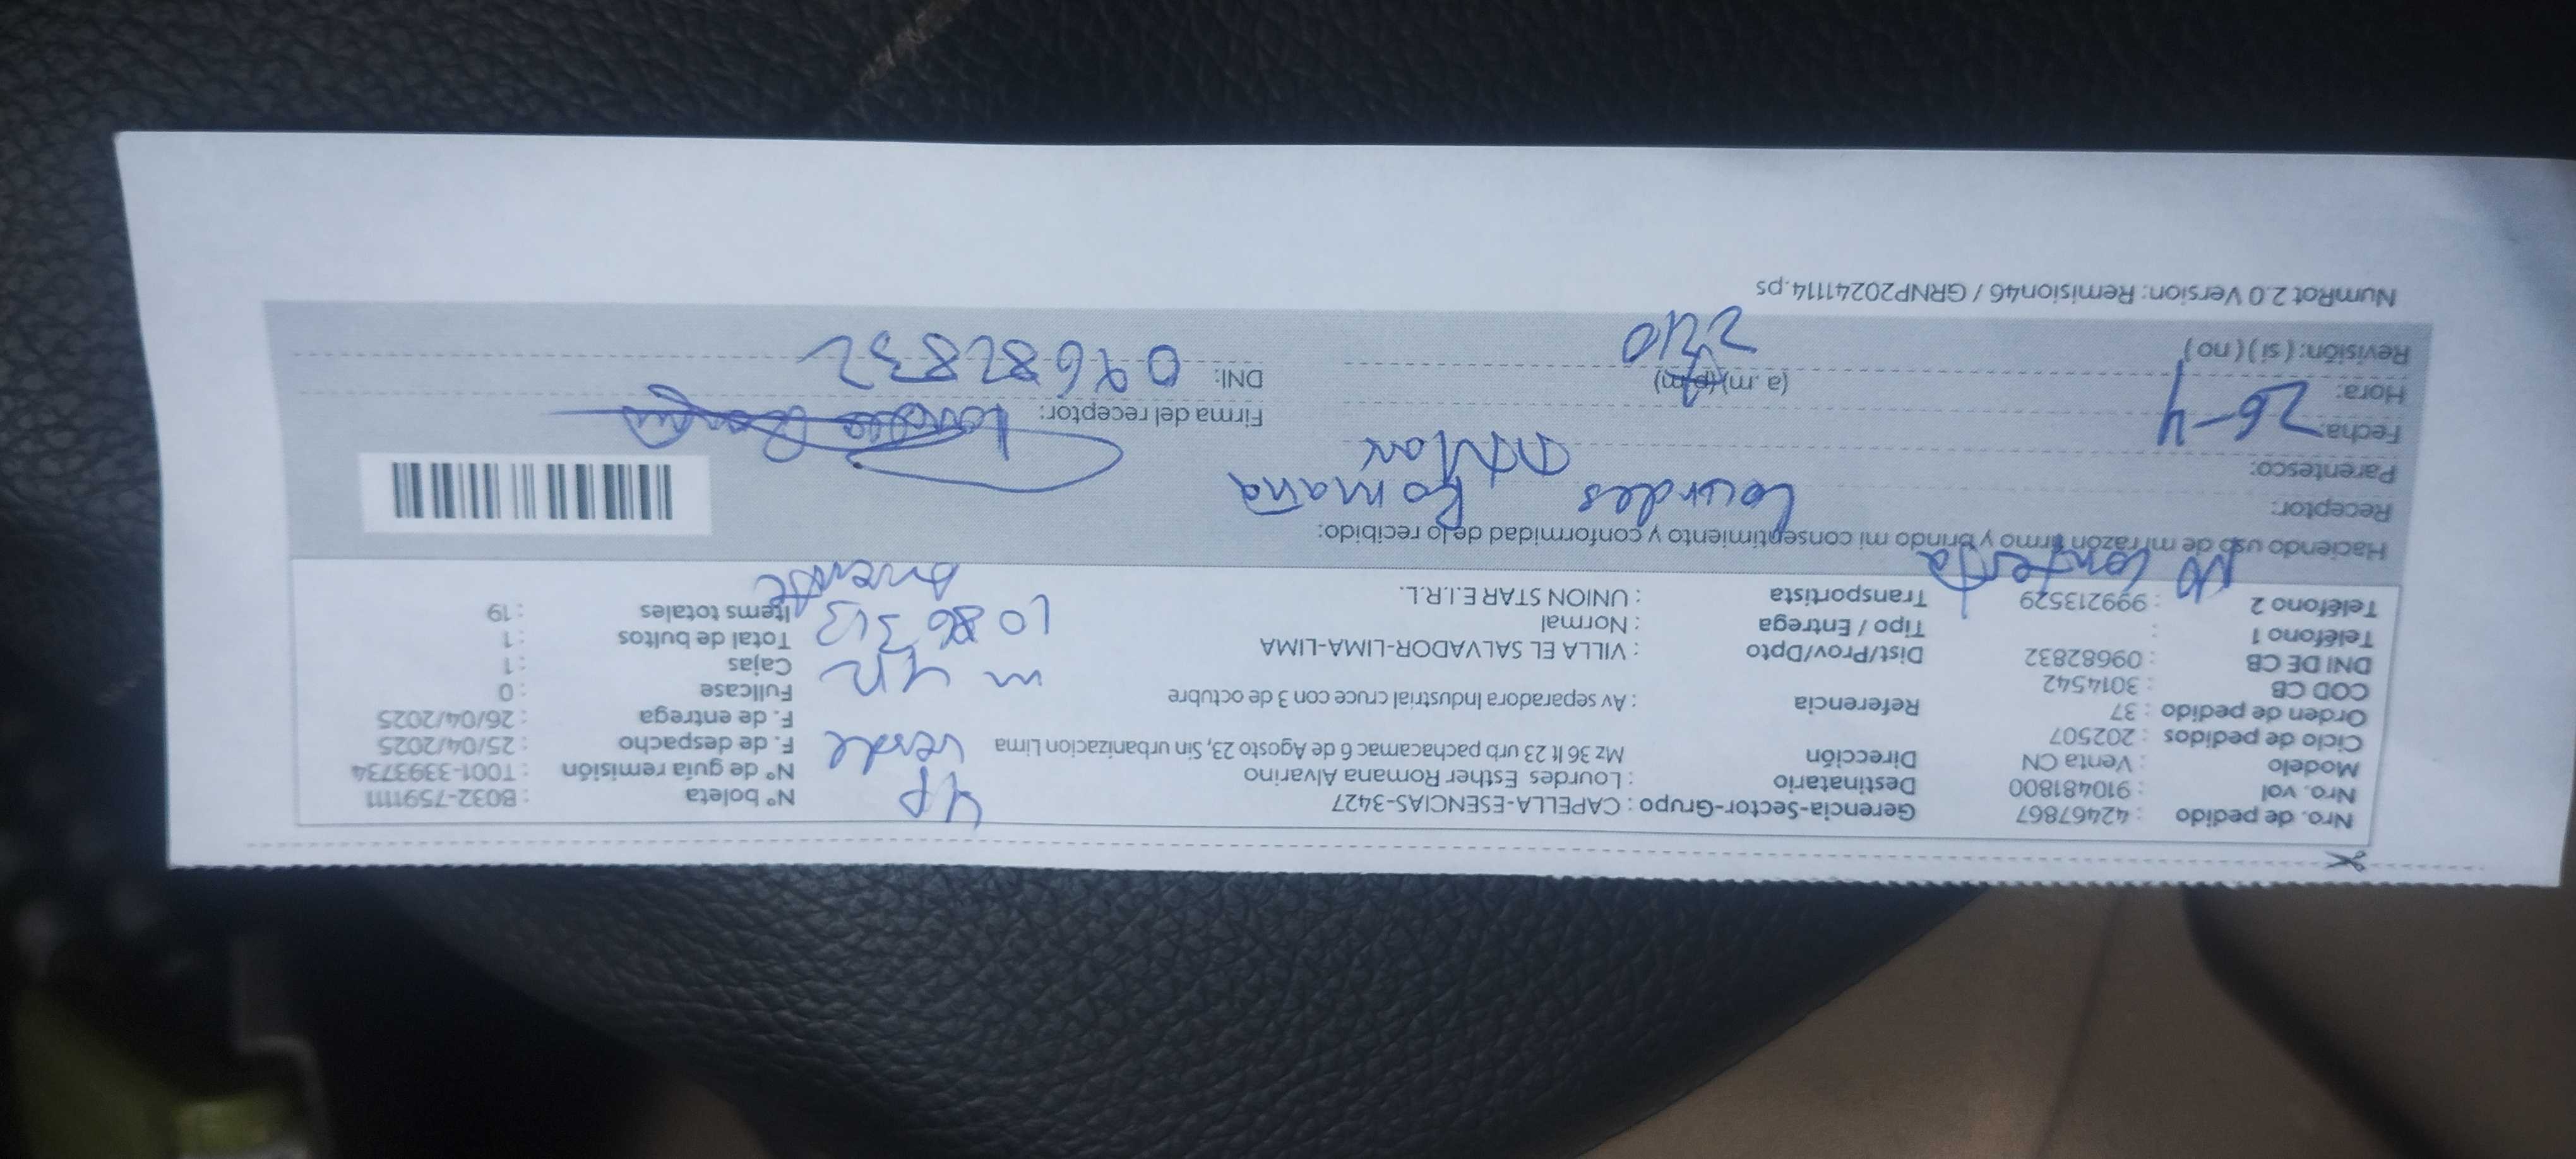 Nro. de pedido : 42467867 Gerencia-Sector-Grupo : CAPELLA-ESENCIAS-3427 4p N° boleta : B032-7591111
Nro. vol : 910481800 Destinatario : Lourdes Esther Romana Alvarino verde N° de guía remisión : T001-3393734
Modelo : Venta CN Dirección Mz 36 lt 23 urb pachacamac 6 de Agosto 23, Sin urbanizacion Lima F. de despacho : 25/04/2025
Ciclo de pedidos : 202507 F. de entrega : 26/04/2025
Orden de pedido : 37 Referencia : Av separadora Industrial cruce con 3 de octubre Fullcase : 0
COD CB : 3014542 m Cajas : 1
DNI DE CB : 09682832 Dist/Prov/Dpto : VILLA EL SALVADOR-LIMA-LIMA Total de bultos : 1
Teléfono 1 : Tipo / Entrega : Normal Items totales : 19
Teléfono 2 : 999213529 Transportista : UNION STAR E.I.R.L.
No contesta
Haciendo uso de mi razón firmo y brindo mi consentimiento y conformidad de lo recibido:
Receptor: Lourdes Romaña
Parentesco:
Fecha: 26-4 Firma del receptor:
Hora: (a .m) (p.m) 240 DNI: 09682832
Revisión: ( si ) ( no )
NumRot 2.0 Version: Remision46 / GRNP20241114.ps